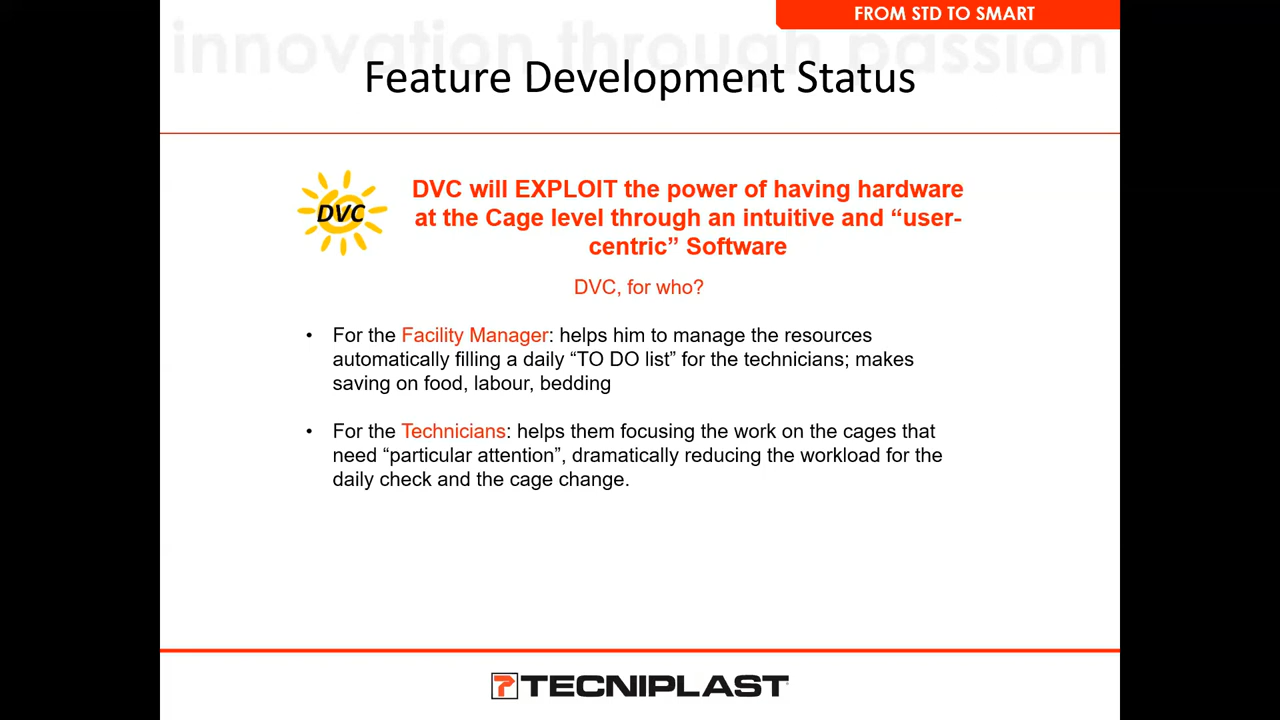 FROM STD TO SMART
innovation through passion
Feature Development Status
DVC
DVC will EXPLOIT the power of having hardware
at the Cage level through an intuitive and “user-
centric” Software
DVC, for who?
• For the Facility Manager: helps him to manage the resources
automatically filling a daily “TO DO list” for the technicians; makes
saving on food, labour, bedding
• For the Technicians: helps them focusing the work on the cages that
need “particular attention”, dramatically reducing the workload for the
daily check and the cage change.
TECNIPLAST